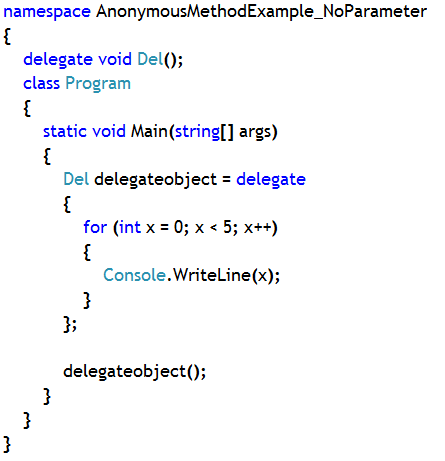 namespace AnonymousMethodExample_NoParameter
{
delegate void Del();
class Program
{
static void Main(string[] args)
{
Del delegateobject = delegate
{
for (int x = 0; x < 5; x++)
{
Console.WriteLine(x);
}
};
delegateobject();
}
}
}